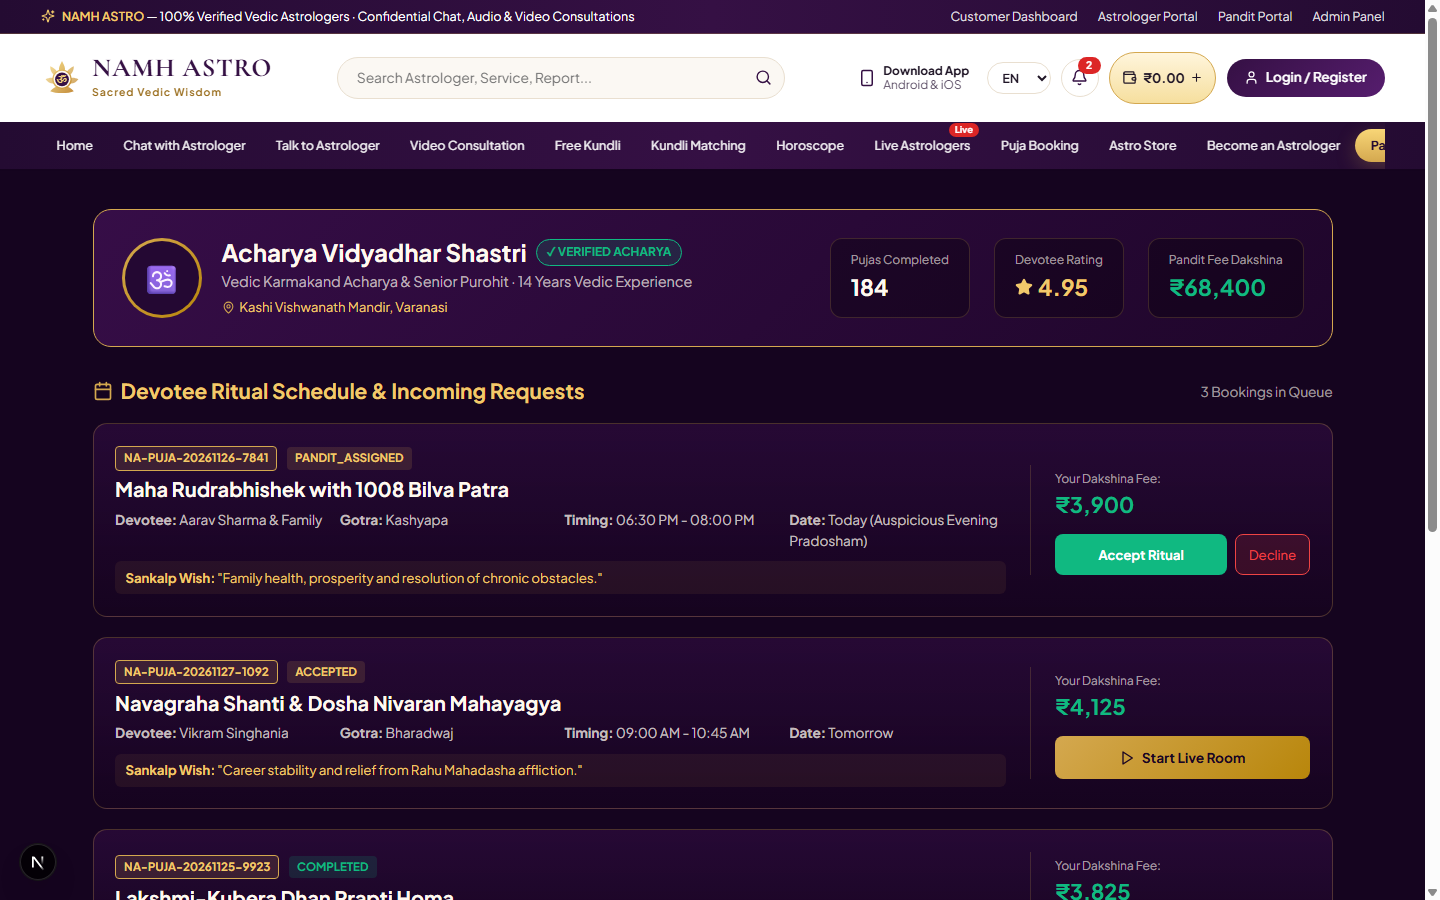 NAMH ASTRO — 100% Verified Vedic Astrologers · Confidential Chat, Audio & Video Consultations
Customer Dashboard
Astrologer Portal
Pandit Portal
Admin Panel
NAMH ASTRO
Sacred Vedic Wisdom
Search Astrologer, Service, Report...
Download App
Android & iOS
EN
2
₹0.00 +
Login / Register
Home
Chat with Astrologer
Talk to Astrologer
Video Consultation
Free Kundli
Kundli Matching
Horoscope
Live Astrologers
Live
Puja Booking
Astro Store
Become an Astrologer
Pa
ॐ
Acharya Vidyadhar Shastri
✓ VERIFIED ACHARYA
Vedic Karmakand Acharya & Senior Purohit · 14 Years Vedic Experience
Kashi Vishwanath Mandir, Varanasi
Pujas Completed
184
Devotee Rating
4.95
Pandit Fee Dakshina
₹68,400
Devotee Ritual Schedule & Incoming Requests
3 Bookings in Queue
NA-PUJA-20261126-7841
PANDIT_ASSIGNED
Maha Rudrabhishek with 1008 Bilva Patra
Devotee: Aarav Sharma & Family
Gotra: Kashyapa
Timing: 06:30 PM - 08:00 PM
Date: Today (Auspicious Evening
Pradosham)
Sankalp Wish: "Family health, prosperity and resolution of chronic obstacles."
Your Dakshina Fee:
₹3,900
Accept Ritual
Decline
NA-PUJA-20261127-1092
ACCEPTED
Navagraha Shanti & Dosha Nivaran Mahayagya
Devotee: Vikram Singhania
Gotra: Bharadwaj
Timing: 09:00 AM - 10:45 AM
Date: Tomorrow
Sankalp Wish: "Career stability and relief from Rahu Mahadasha affliction."
Your Dakshina Fee:
₹4,125
Start Live Room
NA-PUJA-20261125-9923
COMPLETED
Lakshmi-Kubera Dhan Prapti Homa
Your Dakshina Fee:
₹3,825
N